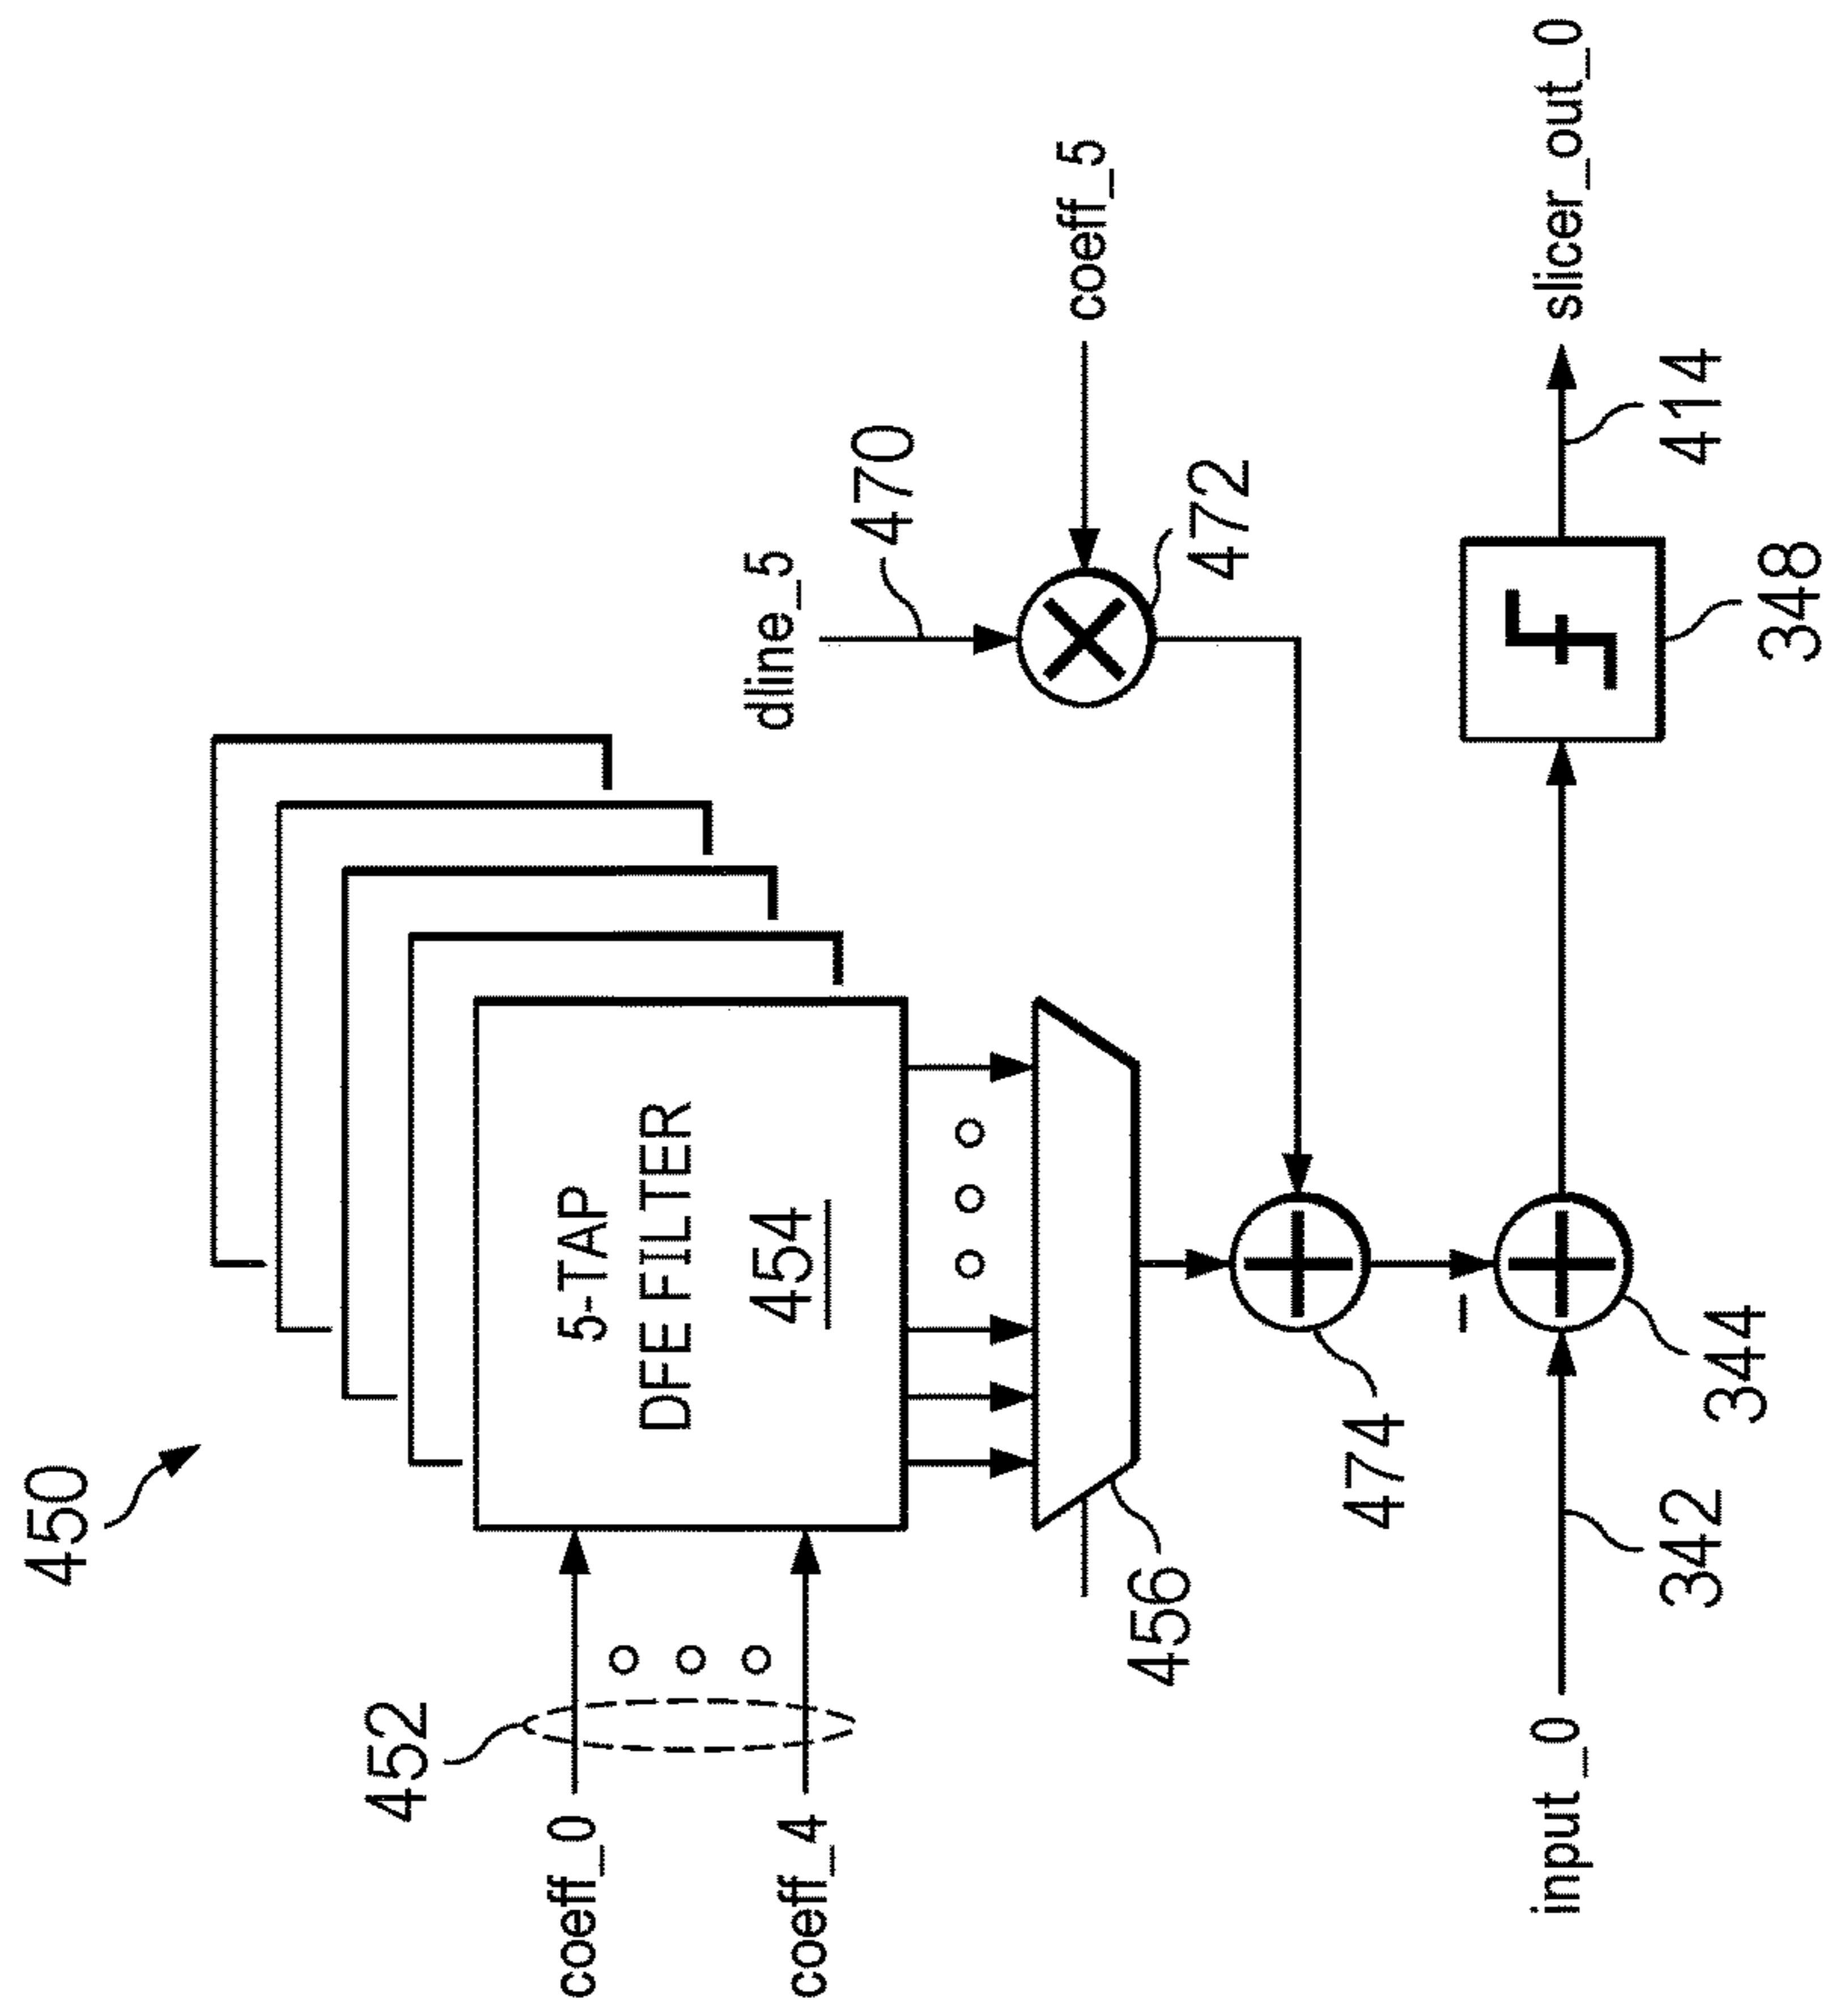 450
452
coeff_0
coeff_4
5-TAP
DFE FILTER
454
456
dline_5
470
coeff_5
472
474
input_0
342
344
348
414
slicer_out_0